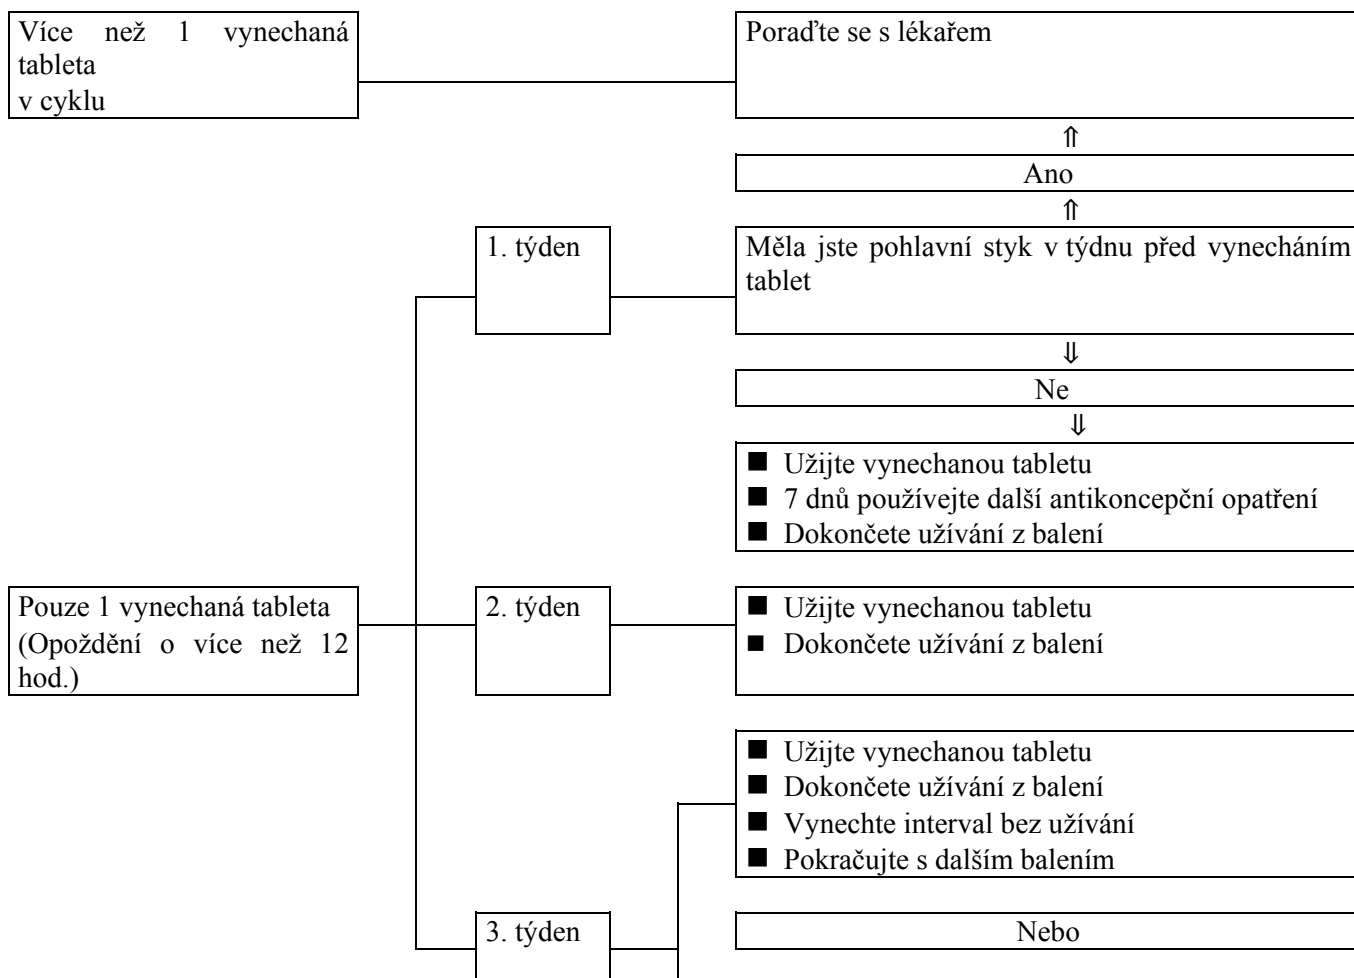 Více než 1 vynechaná
tableta
v cyklu
Poraďte se s lékařem
⇑
Ano
⇑
1. týden
Měla jste pohlavní styk v týdnu před vynecháním
tablet
⇓
Ne
⇓
■ Užijte vynechanou tabletu
■ 7 dnů používejte další antikoncepční opatření
■ Dokončete užívání z balení
Pouze 1 vynechaná tableta
(Opoždění o více než 12
hod.)
2. týden
■ Užijte vynechanou tabletu
■ Dokončete užívání z balení
■ Užijte vynechanou tabletu
■ Dokončete užívání z balení
■ Vynechte interval bez užívání
■ Pokračujte s dalším balením
3. týden
Nebo